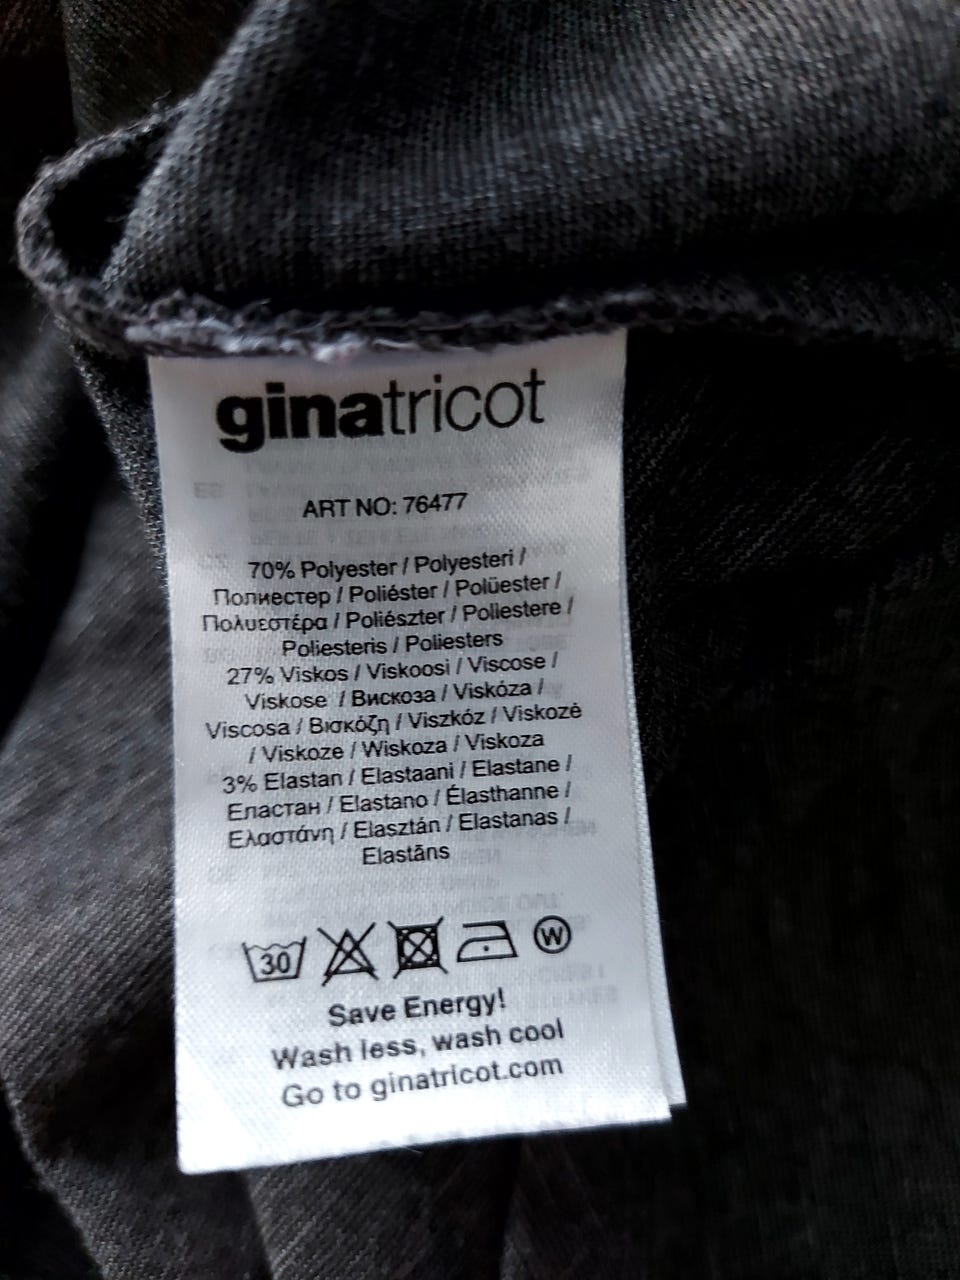 ginatricot
ART NO: 76477
70% Polyester / Polyesteri /
Полиестер / Poliéster / Polüester /
Πολυεστέρα / Poliészter / Poliestere /
Poliesteris / Poliesters
27% Viskos / Viskoosi / Viscose /
Viskose / Вискоза / Viskóza /
Viscosa / Βισκόζη / Viszkóz / Viskozė
/ Viskoze / Wiskoza / Viskoza
3% Elastan / Elastaani / Elastane /
Еластан / Elastano / Élasthanne /
Ελαστάνη / Elasztán / Elastanas /
Elastāns
30 W
Save Energy!
Wash less, wash cool
Go to ginatricot.com